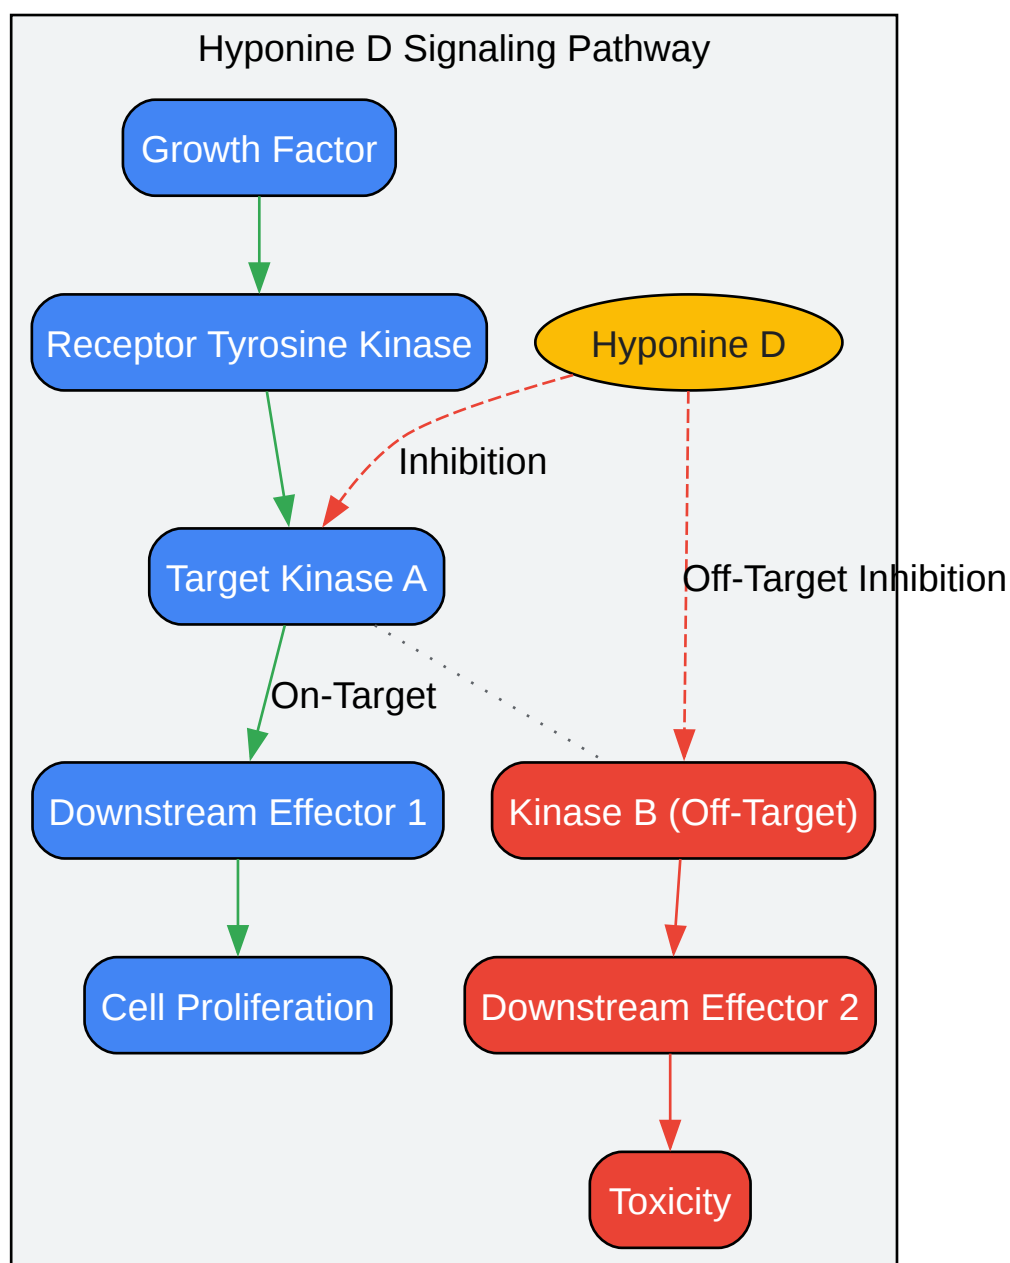 Hyponine D Signaling Pathway
Growth Factor
Receptor Tyrosine Kinase
Hyponine D
Inhibition
Target Kinase A
Off-Target Inhibition
On-Target
Downstream Effector 1
Kinase B (Off-Target)
Cell Proliferation
Downstream Effector 2
Toxicity